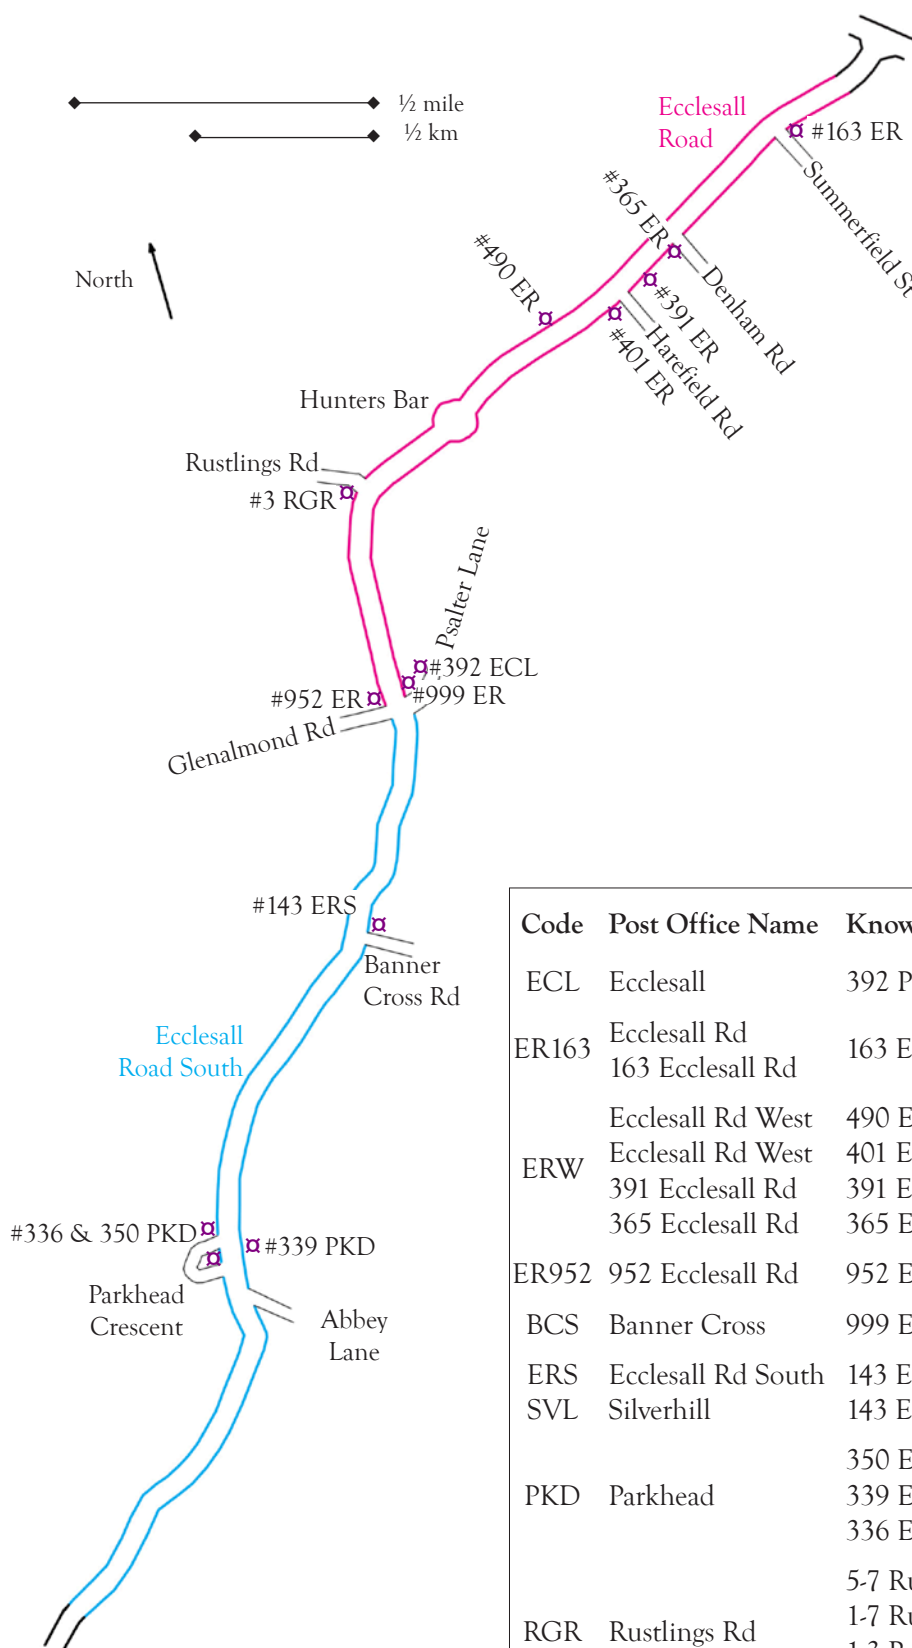 ½ mile
½ km
Ecclesall
Road
#163 ER
Summerfield St
#365 ER
Denham Rd
#490 ER
#391 ER
Harefield Rd
#401 ER
North
Hunters Bar
Rustlings Rd
#3 RGR
Psalter Lane
#392 ECL
#952 ER
#999 ER
Glenalmond Rd
#143 ERS
Banner
Cross Rd
Ecclesall
Road South
#336 & 350 PKD
#339 PKD
Parkhead
Crescent
Abbey
Lane
Code Post Office Name Know
ECL Ecclesall 392 P
Ecclesall Rd
ER163 163 E
163 Ecclesall Rd
Ecclesall Rd West 490 E
Ecclesall Rd West 401 E
ERW
391 Ecclesall Rd 391 E
365 Ecclesall Rd 365 E
ER952 952 Ecclesall Rd 952 E
BCS Banner Cross 999 E
ERS Ecclesall Rd South 143 E
SVL Silverhill 143 E
350 E
PKD Parkhead 339 E
336 E
5-7 Ru
1-7 Ru
RGR Rustlings Rd